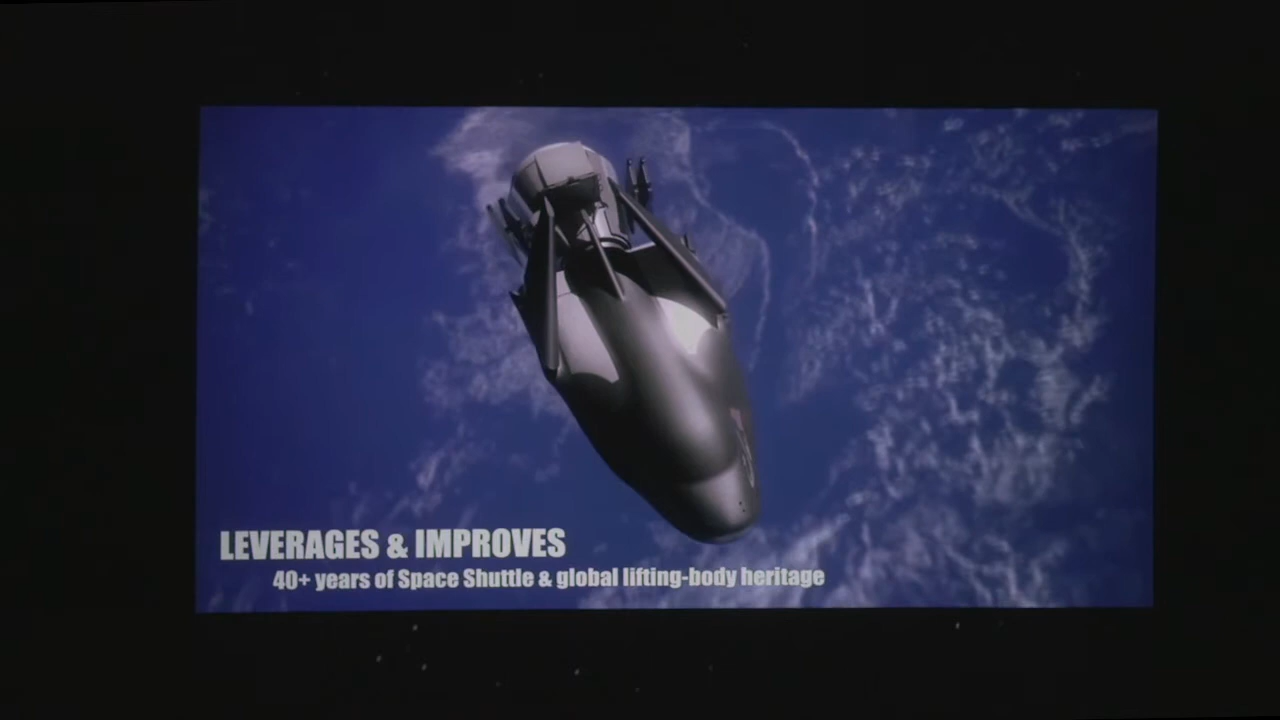 LEVERAGES & IMPROVES
40+ years of Space Shuttle & global lifting-body heritage